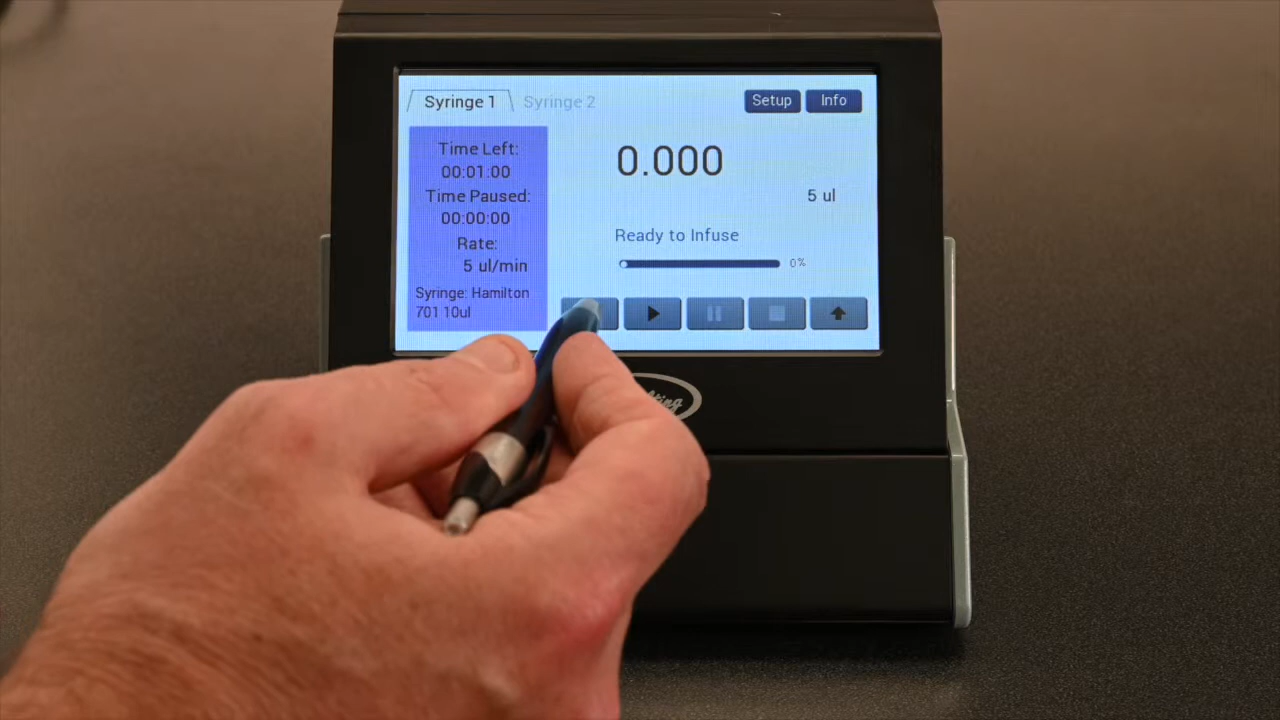 Syringe 1
Syringe 2
Setup
Info
Time Left:
00:01:00
Time Paused:
00:00:00
Rate:
5 ul/min
Syringe: Hamilton
701 10ul
0.000
5 ul
Ready to Infuse
0%